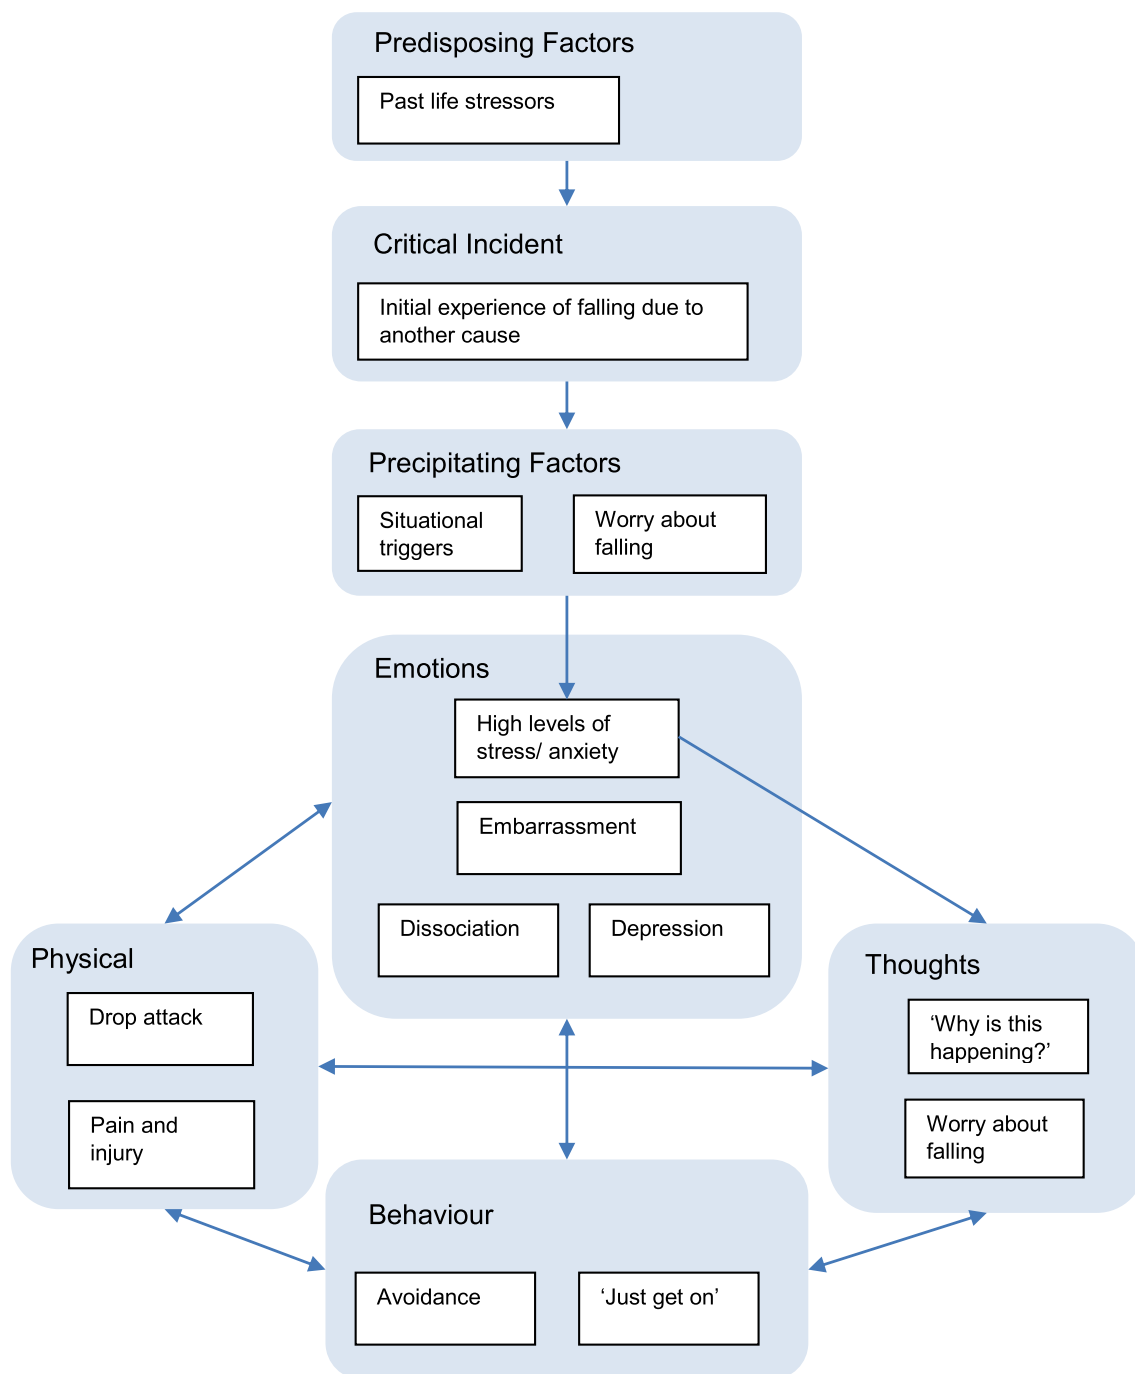 Predisposing Factors
Past life stressors
Critical Incident
Initial experience of falling due to
another cause
Precipitating Factors
Situational
triggers
Worry about
falling
Emotions
High levels of
stress/ anxiety
Embarrassment
Dissociation
Depression
Physical
Drop attack
Pain and
injury
Thoughts
‘Why is this
happening?’
Worry about
falling
Behaviour
Avoidance
‘Just get on’